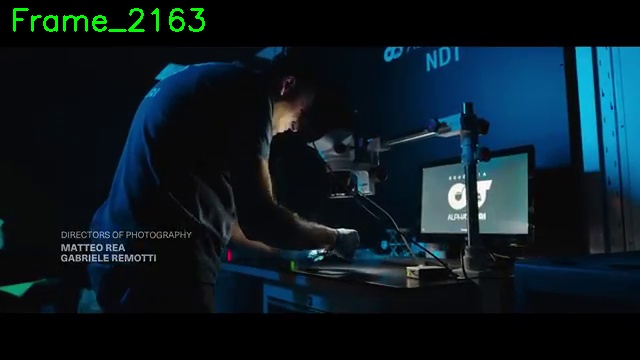 Frame_2163
NDT
DIRECTORS OF PHOTOGRAPHY
MATTEO REA
GABRIELE REMOTTI